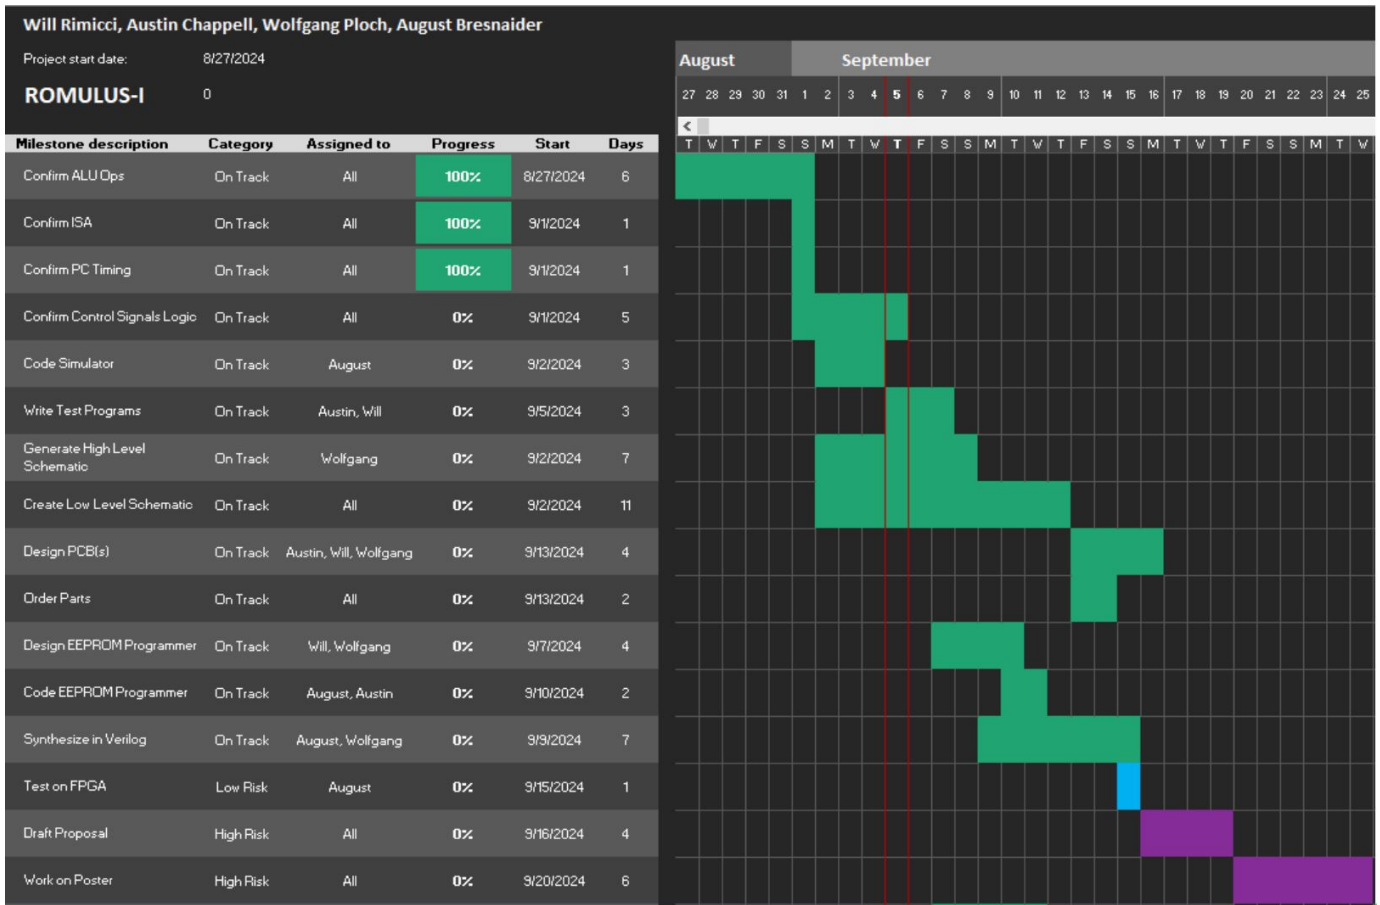 Will Rimicci, Austin Chappell, Wolfgang Ploch, August Bresnaider
Project start date: 8/27/2024
August September
ROMULUS-I 0
27 28 29 30 31 1 2 3 4 5 6 7 8 9 10 11 12 13 14 15 16 17 18 19 20 21 22 23 24 25
Milestone description Category Assigned to Progress Start Days T W T F S S M T W T F S S M T W T F S S M T W T F S S M T W
Confirm ALU Ops On Track All 100% 8/27/2024 6
Confirm ISA On Track All 100% 9/1/2024 1
Confirm PC Timing On Track All 100% 9/1/2024 1
Confirm Control Signals Logic On Track All 0% 9/1/2024 5
Code Simulator On Track August 0% 9/2/2024 3
Write Test Programs On Track Austin, Will 0% 9/5/2024 3
Generate High Level
Schematic On Track Wolfgang 0% 9/2/2024 7
Create Low Level Schematic On Track All 0% 9/2/2024 11
Design PCB(s) On Track Austin, Will, Wolfgang 0% 9/13/2024 4
Order Parts On Track All 0% 9/13/2024 2
Design EEPROM Programmer On Track Will, Wolfgang 0% 9/7/2024 4
Code EEPROM Programmer On Track August, Austin 0% 9/10/2024 2
Synthesize in Verilog On Track August, Wolfgang 0% 9/9/2024 7
Test on FPGA Low Risk August 0% 9/15/2024 1
Draft Proposal High Risk All 0% 9/16/2024 4
Work on Poster High Risk All 0% 9/20/2024 6